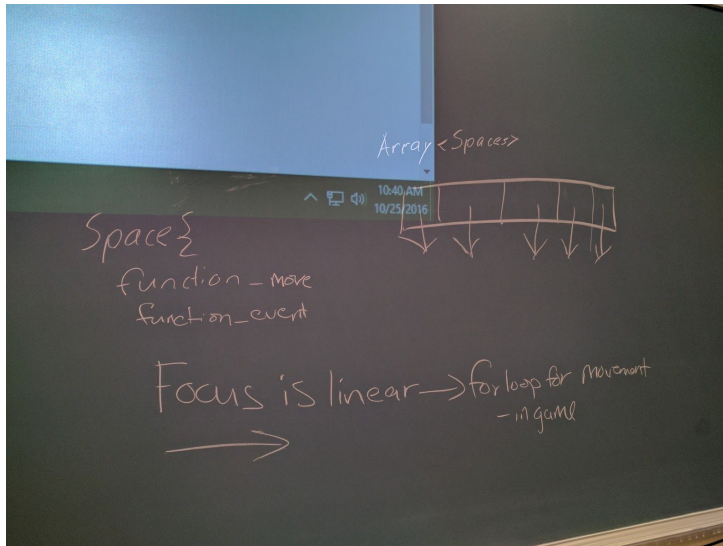 Array <Spaces>
10:40 AM
10/25/2016
Space{
function_move
function_event
Focus is linear → for loop for movement
- in game